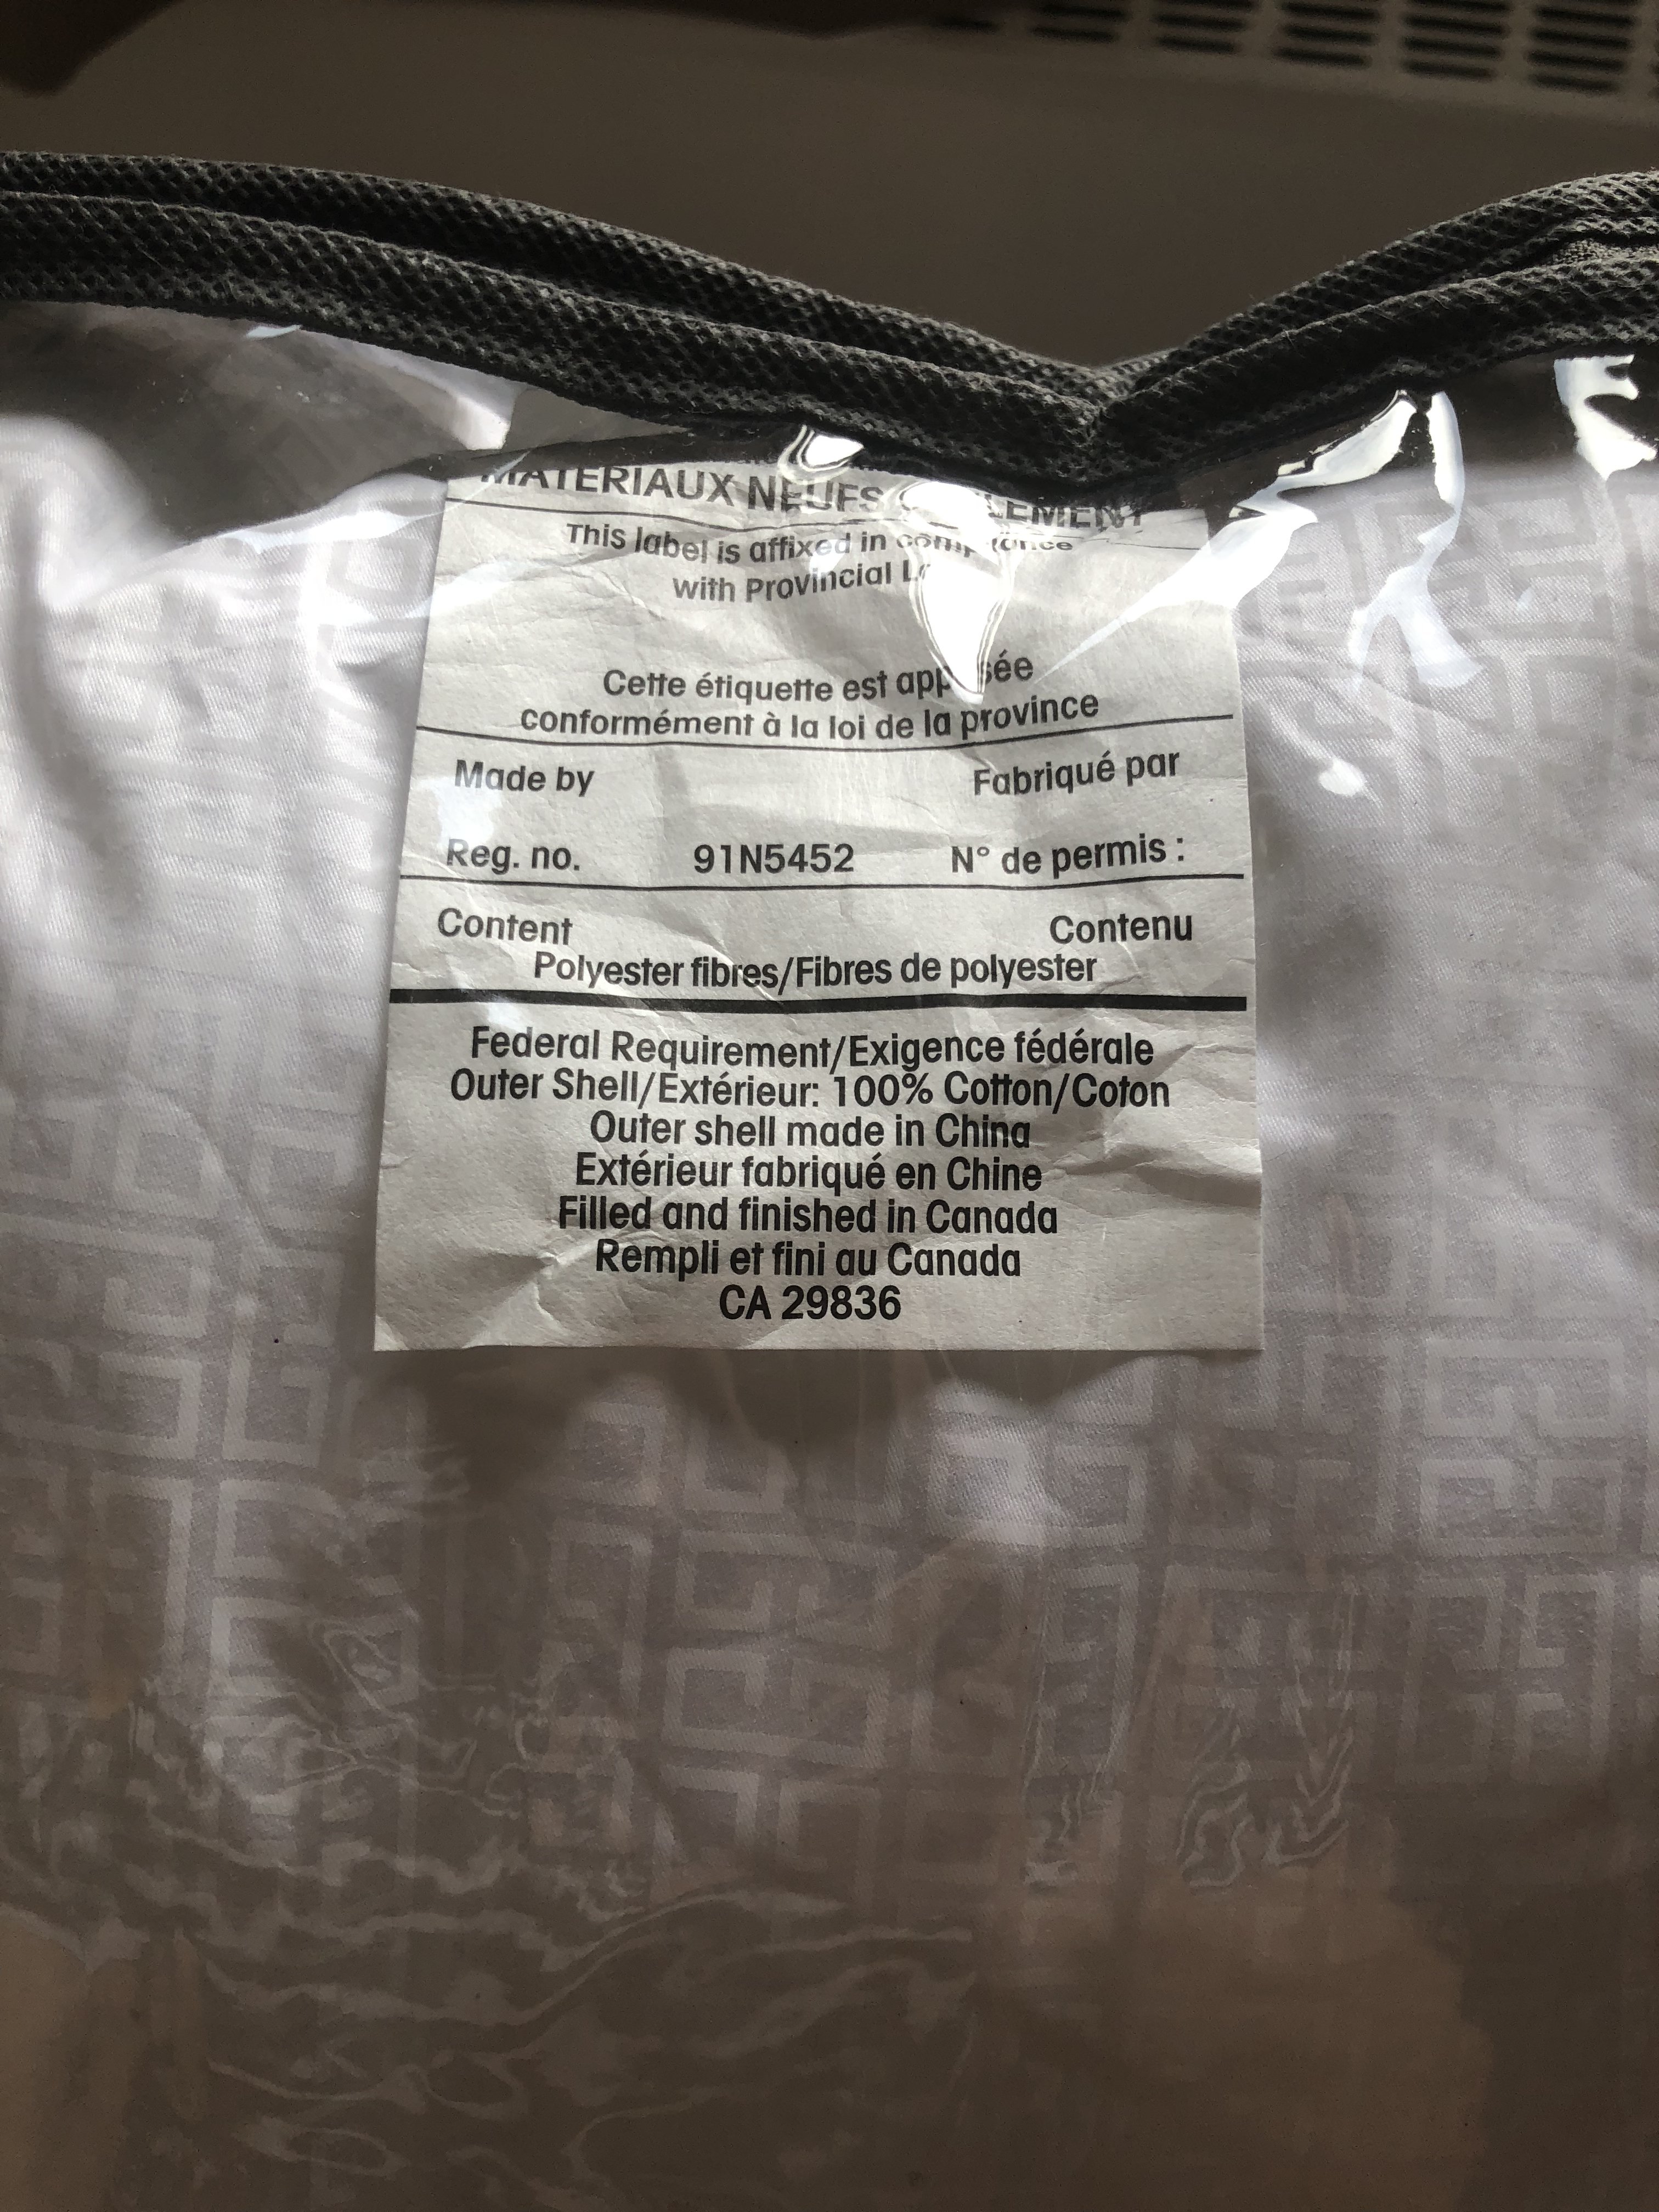 MATERIAUX NEUFS
This label is affixed in
with Provincial
Cette étiquette est
conformément à la loi de la province
Made by Fabriqué par
Reg. no. 91N5452 N° de permis :
Content Contenu
Polyester fibres/Fibres de polyester
Federal Requirement/Exigence fédérale
Outer Shell/Extérieur: 100% Cotton/Coton
Outer shell made in China
Extérieur fabriqué en Chine
Filled and finished in Canada
Rempli et fini au Canada
CA 29836